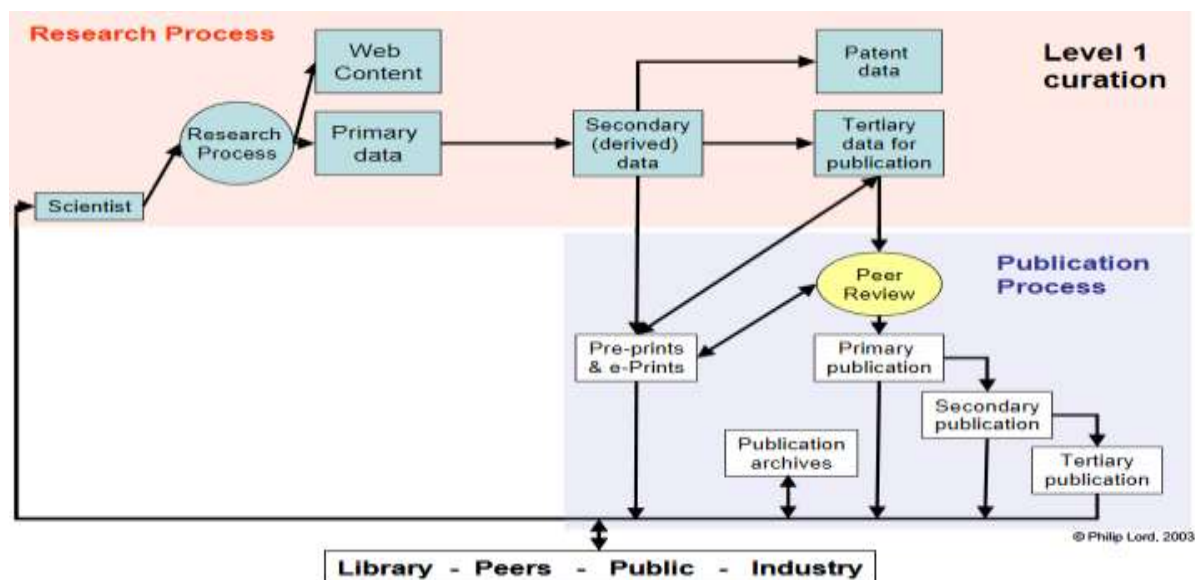 Research Process
Web
Content
Patent
data
Level 1
curation
Research
Process
Primary
data
Secondary
(derived)
data
Tertiary
data for
publication
Scientist
Peer
Review
Publication
Process
Pre-prints
& e-Prints
Primary
publication
Secondary
publication
Publication
archives
Tertiary
publication
© Philip Lord, 2003
Library - Peers - Public - Industry